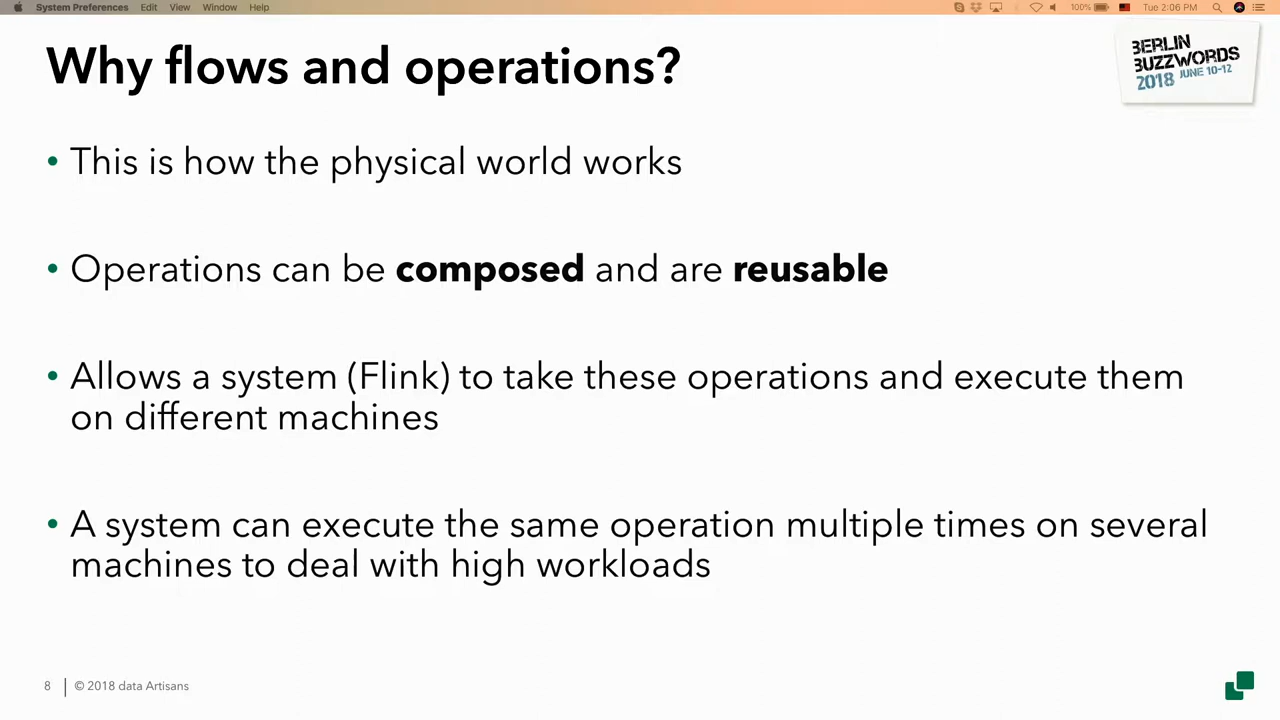 System Preferences Edit View Window Help 100% Tue 2:06 PM
Why flows and operations?
BERLIN
BUZZWORDS
2018 JUNE 10-12
• This is how the physical world works
• Operations can be composed and are reusable
• Allows a system (Flink) to take these operations and execute them
on different machines
• A system can execute the same operation multiple times on several
machines to deal with high workloads
8 | © 2018 data Artisans